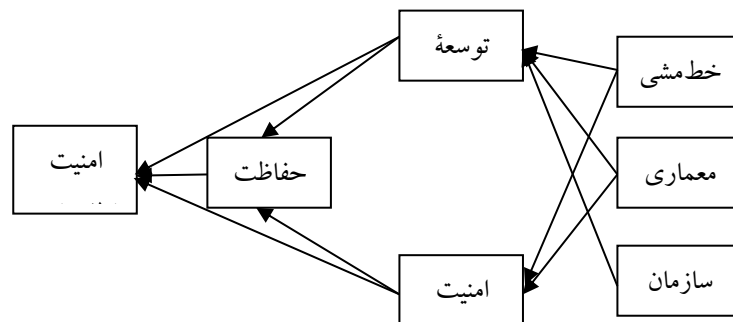 توسعهٔ
خط‌مشی
امنیت
حفاظت
معماری
امنیت
سازمان